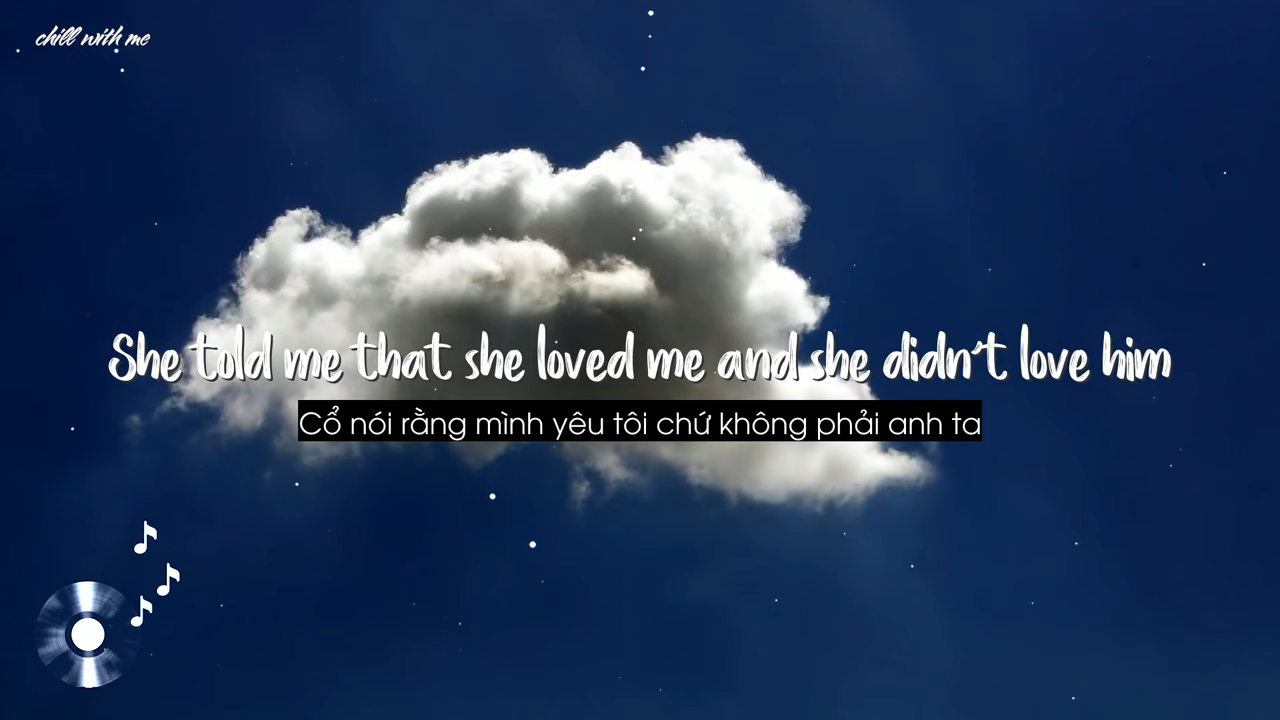 chill with me
She told me that she loved me and she didn't love him
Cổ nói rằng mình yêu tôi chứ không phải anh ta